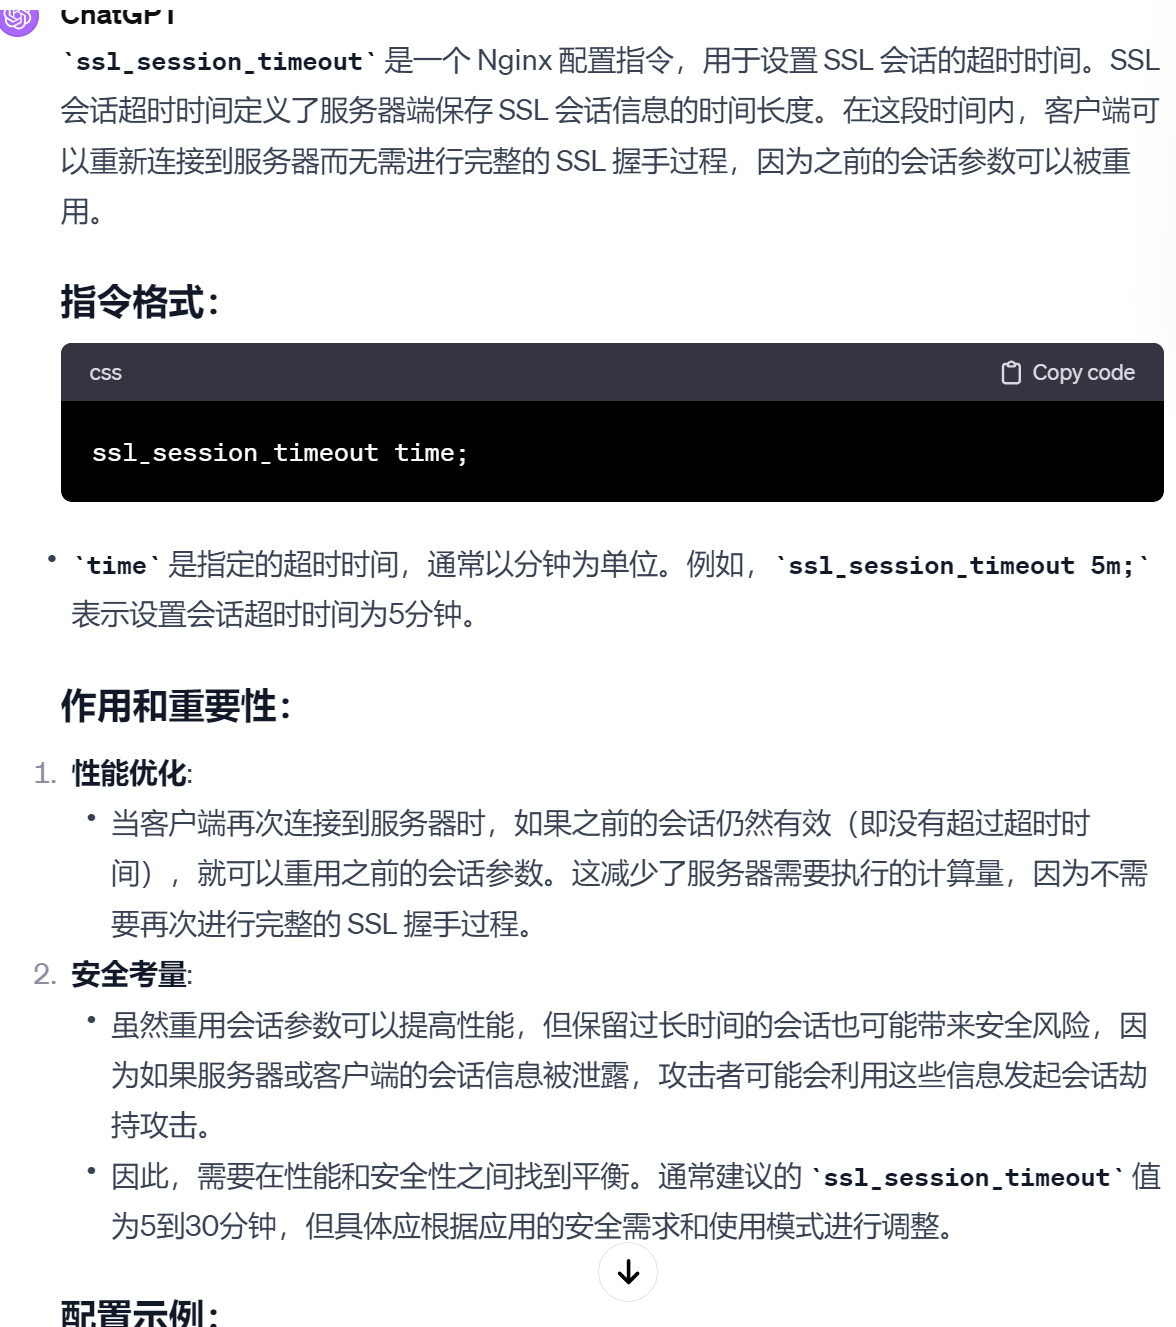 ChatGPT
`ssl_session_timeout` 是一个 Nginx 配置指令，用于设置 SSL 会话的超时时间。SSL
会话超时时间定义了服务器端保存 SSL 会话信息的时间长度。在这段时间内，客户端可
以重新连接到服务器而无需进行完整的 SSL 握手过程，因为之前的会话参数可以被重
用。
指令格式：
css
Copy code
ssl_session_timeout time;
• `time` 是指定的超时时间，通常以分钟为单位。例如，`ssl_session_timeout 5m;`
表示设置会话超时时间为5分钟。
作用和重要性：
1. 性能优化:
• 当客户端再次连接到服务器时，如果之前的会话仍然有效（即没有超过超时时
间），就可以重用之前的会话参数。这减少了服务器需要执行的计算量，因为不需
要再次进行完整的 SSL 握手过程。
2. 安全考量:
• 虽然重用会话参数可以提高性能，但保留过长时间的会话也可能带来安全风险，因
为如果服务器或客户端的会话信息被泄露，攻击者可能会利用这些信息发起会话劫
持攻击。
• 因此，需要在性能和安全性之间找到平衡。通常建议的 `ssl_session_timeout` 值
为5到30分钟，但具体应根据应用的安全需求和使用模式进行调整。
配置示例：